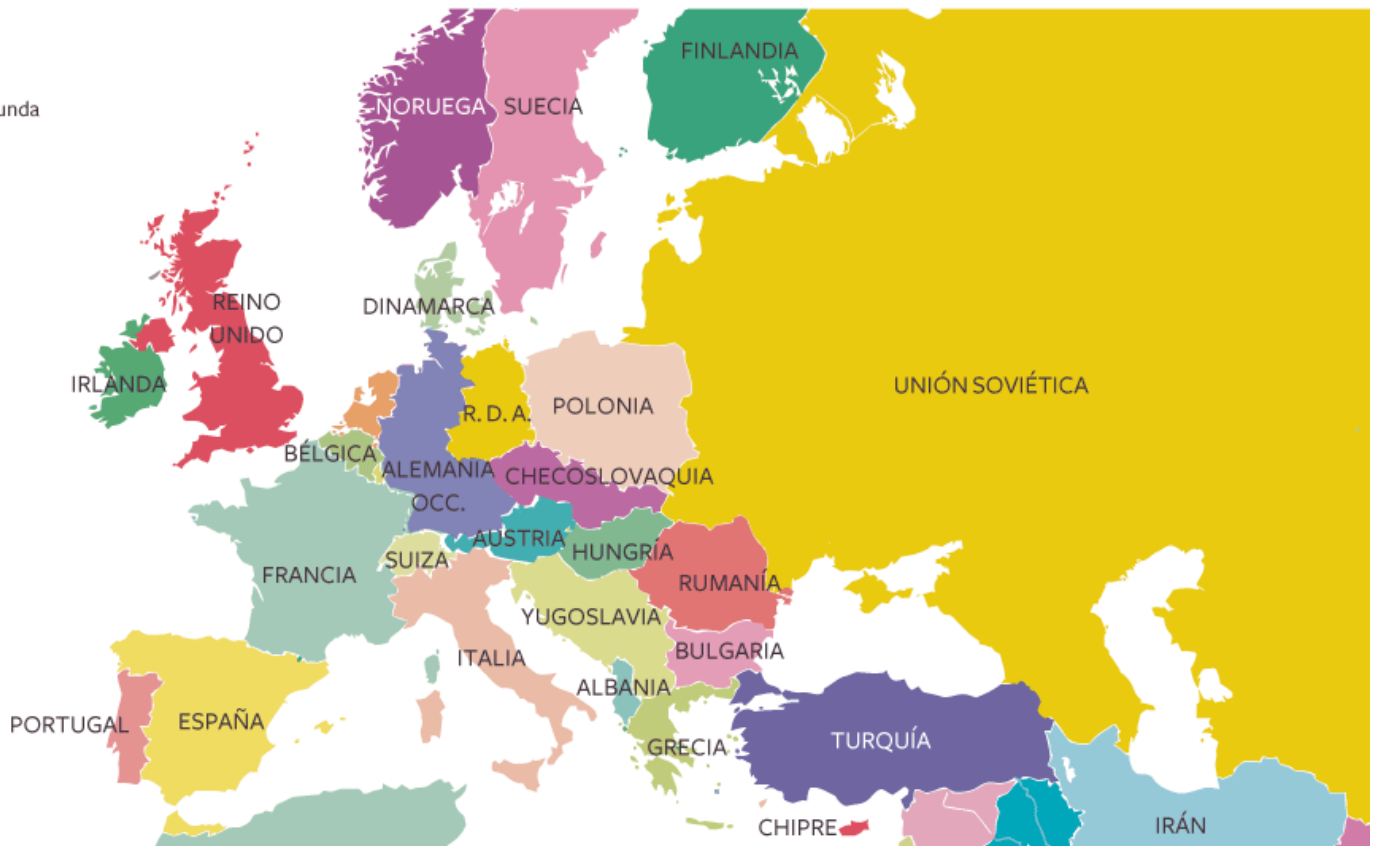 FINLANDIA
unda
NORUEGA
SUECIA
REINO
UNIDO
DINAMARCA
IRLANDA
R. D. A.
POLONIA
UNIÓN SOVIÉTICA
BÉLGICA
ALEMANIA
OCC.
CHECOSLOVAQUIA
AUSTRIA
HUNGRÍA
SUIZA
FRANCIA
RUMANÍA
YUGOSLAVIA
BULGARIA
ITALIA
ALBANIA
PORTUGAL
ESPAÑA
GRECIA
TURQUÍA
CHIPRE
IRÁN